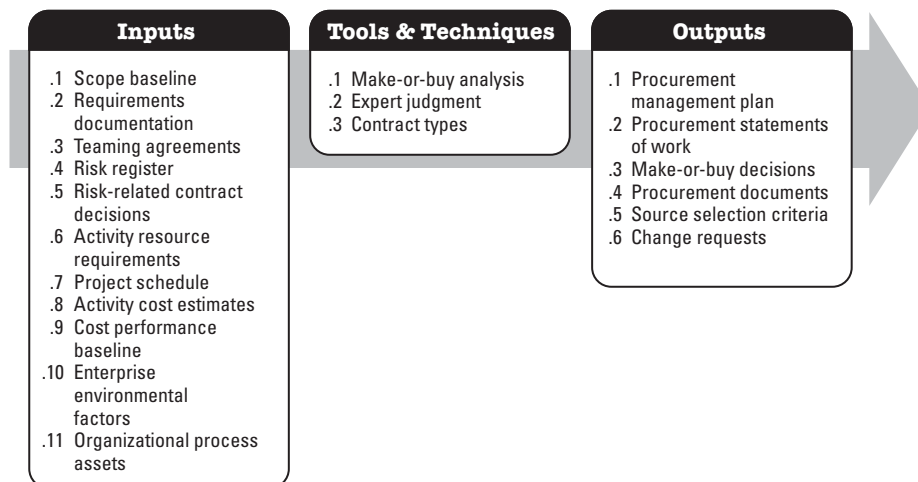 Inputs
.1 Scope baseline
.2 Requirements
documentation
.3 Teaming agreements
.4 Risk register
.5 Risk-related contract
decisions
.6 Activity resource
requirements
.7 Project schedule
.8 Activity cost estimates
.9 Cost performance
baseline
.10 Enterprise
environmental
factors
.11 Organizational process
assets
Tools & Techniques
.1 Make-or-buy analysis
.2 Expert judgment
.3 Contract types
Outputs
.1 Procurement
management plan
.2 Procurement statements
of work
.3 Make-or-buy decisions
.4 Procurement documents
.5 Source selection criteria
.6 Change requests